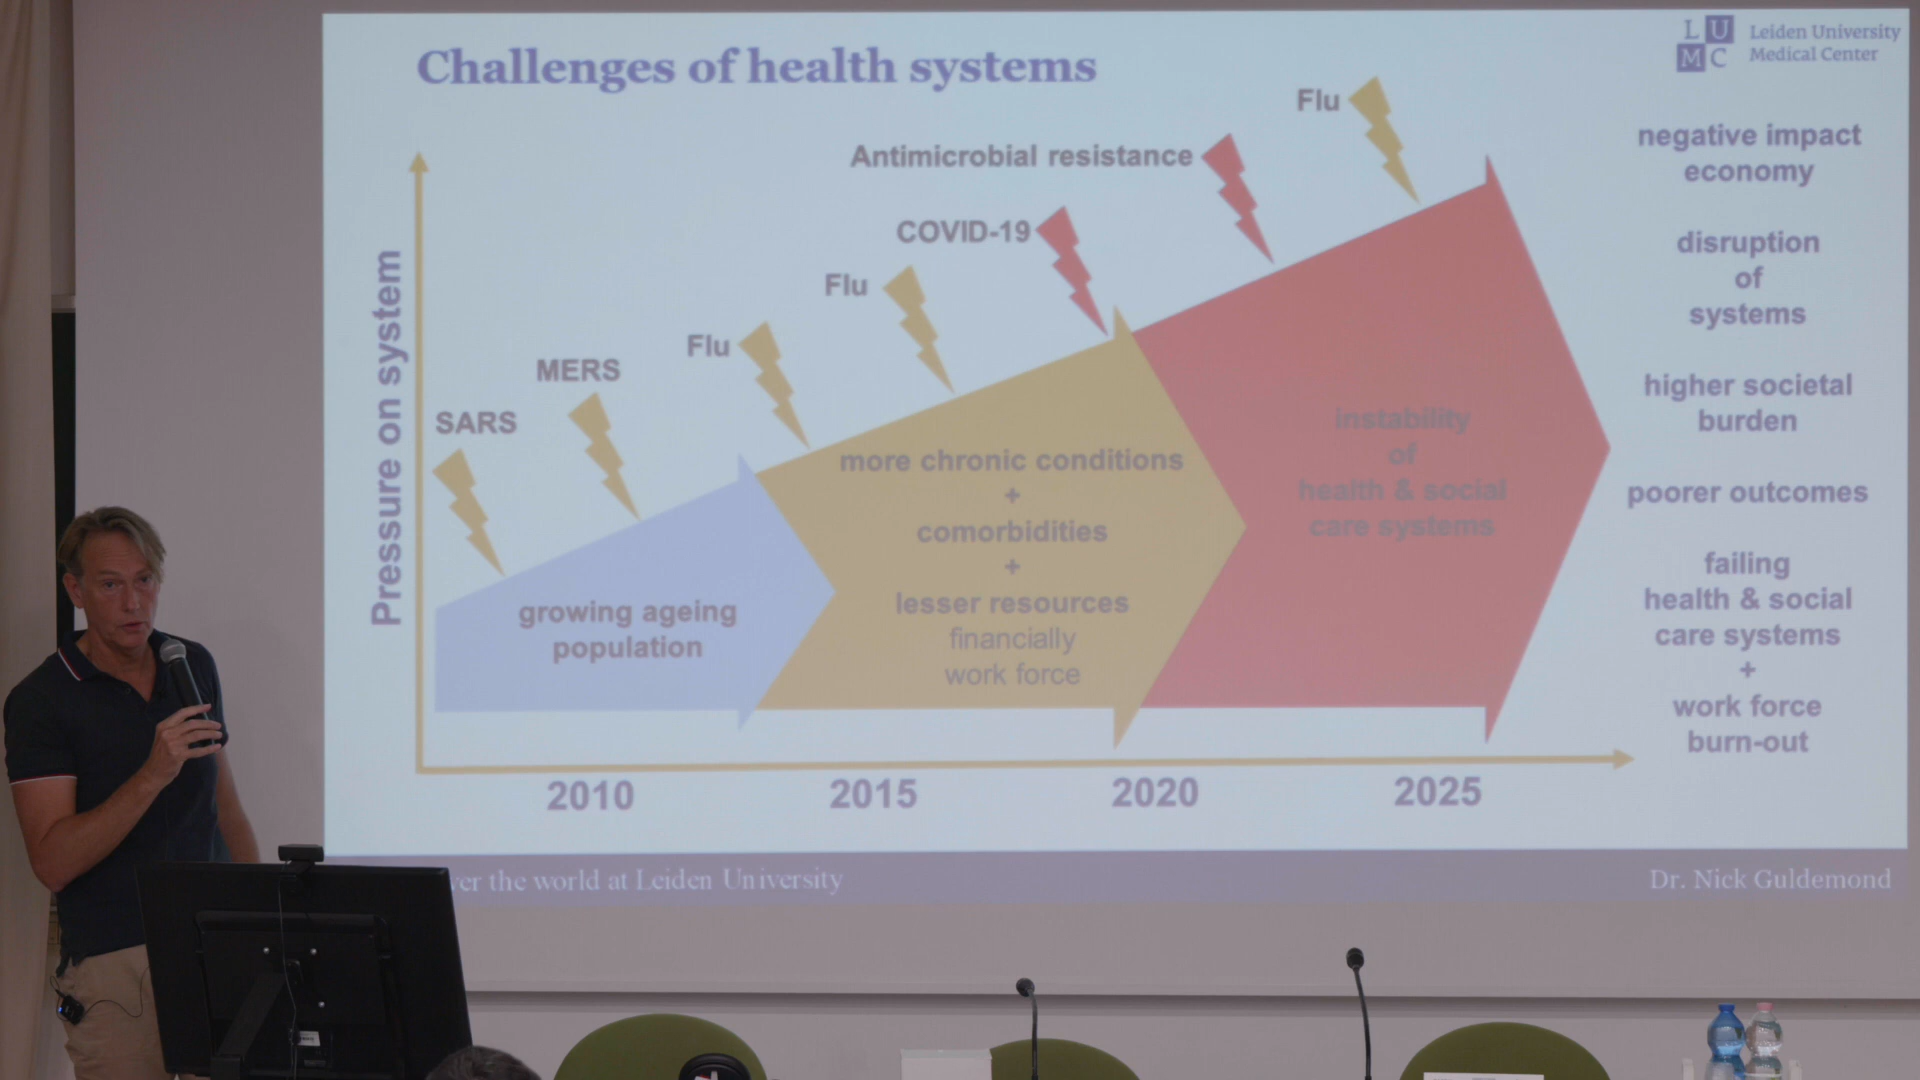 Challenges of health systems
L U
M C
Leiden University
Medical Center
Pressure on system
SARS
MERS
Flu
Flu
COVID-19
Antimicrobial resistance
Flu
growing ageing
population
more chronic conditions
+
comorbidities
+
lesser resources
financially
work force
instability
of
health & social
care systems
negative impact
economy
disruption
of
systems
higher societal
burden
poorer outcomes
failing
health & social
care systems
+
work force
burn-out
2010
2015
2020
2025
the world at Leiden University
Dr. Nick Guldemond